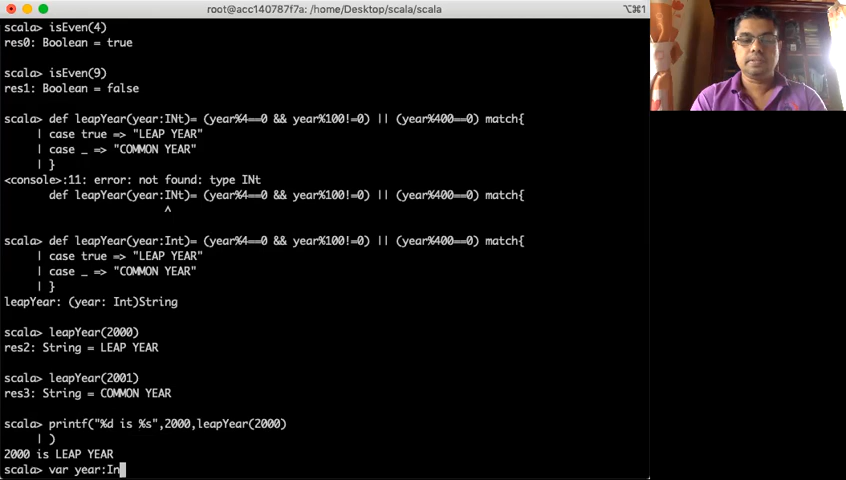 root@acc140787f7a: /home/Desktop/scala/scala
⌥⌘1
scala> isEven(4)
res0: Boolean = true
scala> isEven(9)
res1: Boolean = false
scala> def leapYear(year:INt)= (year%4==0 && year%100!=0) || (year%400==0) match{
| case true => "LEAP YEAR"
| case _ => "COMMON YEAR"
| }
<console>:11: error: not found: type INt
def leapYear(year:INt)= (year%4==0 && year%100!=0) || (year%400==0) match{
^
scala> def leapYear(year:Int)= (year%4==0 && year%100!=0) || (year%400==0) match{
| case true => "LEAP YEAR"
| case _ => "COMMON YEAR"
| }
leapYear: (year: Int)String
scala> leapYear(2000)
res2: String = LEAP YEAR
scala> leapYear(2001)
res3: String = COMMON YEAR
scala> printf("%d is %s",2000,leapYear(2000)
| )
2000 is LEAP YEAR
scala> var year:In